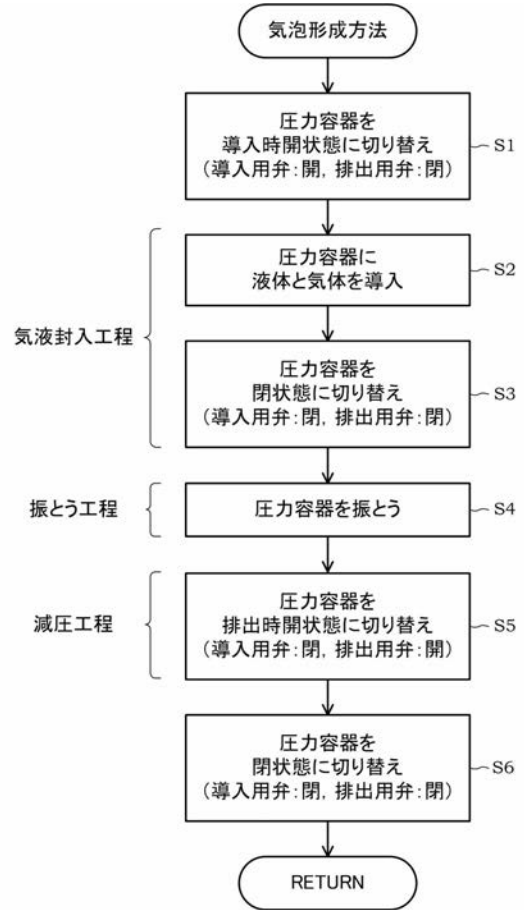 気泡形成方法
圧力容器を
導入時開状態に切り替え
(導入用弁:開, 排出用弁:閉)
S1
圧力容器に
液体と気体を導入
S2
気液封入工程
圧力容器を
閉状態に切り替え
(導入用弁:閉, 排出用弁:閉)
S3
振とう工程
圧力容器を振とう
S4
減圧工程
圧力容器を
排出時開状態に切り替え
(導入用弁:閉, 排出用弁:開)
S5
圧力容器を
閉状態に切り替え
(導入用弁:閉, 排出用弁:閉)
S6
RETURN